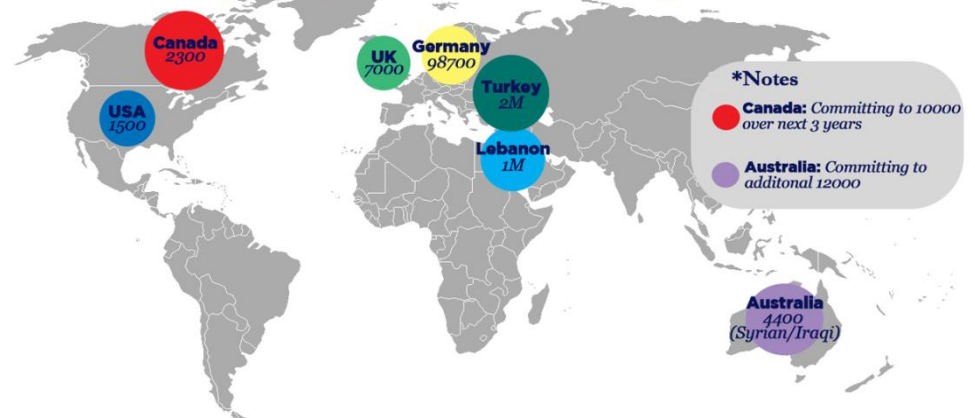 Canada
2300
USA
1500
UK
7000
Germany
98700
Turkey
2M
Lebanon
1M
*Notes
Canada: Committing to 10000
over next 3 years
Australia: Committing to
additonal 12000
Australia
4400
(Syrian/Iraqi)